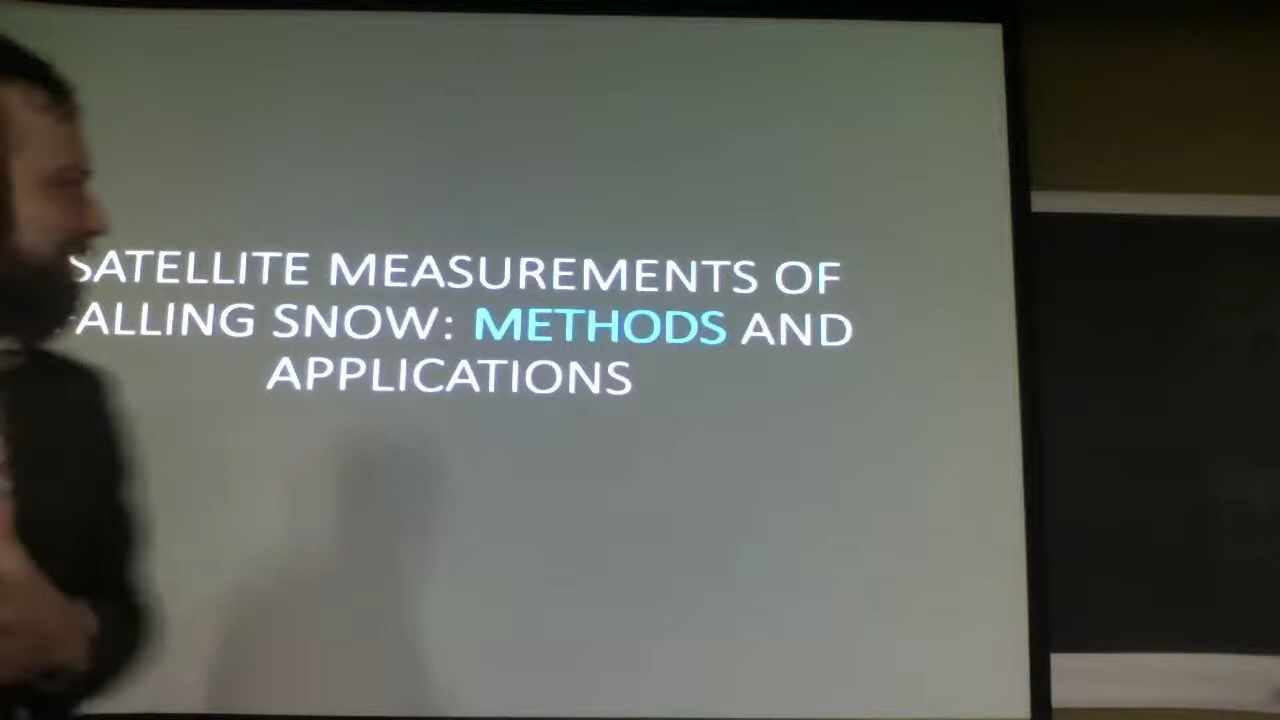 SATELLITE MEASUREMENTS OF
FALLING SNOW: METHODS AND
APPLICATIONS